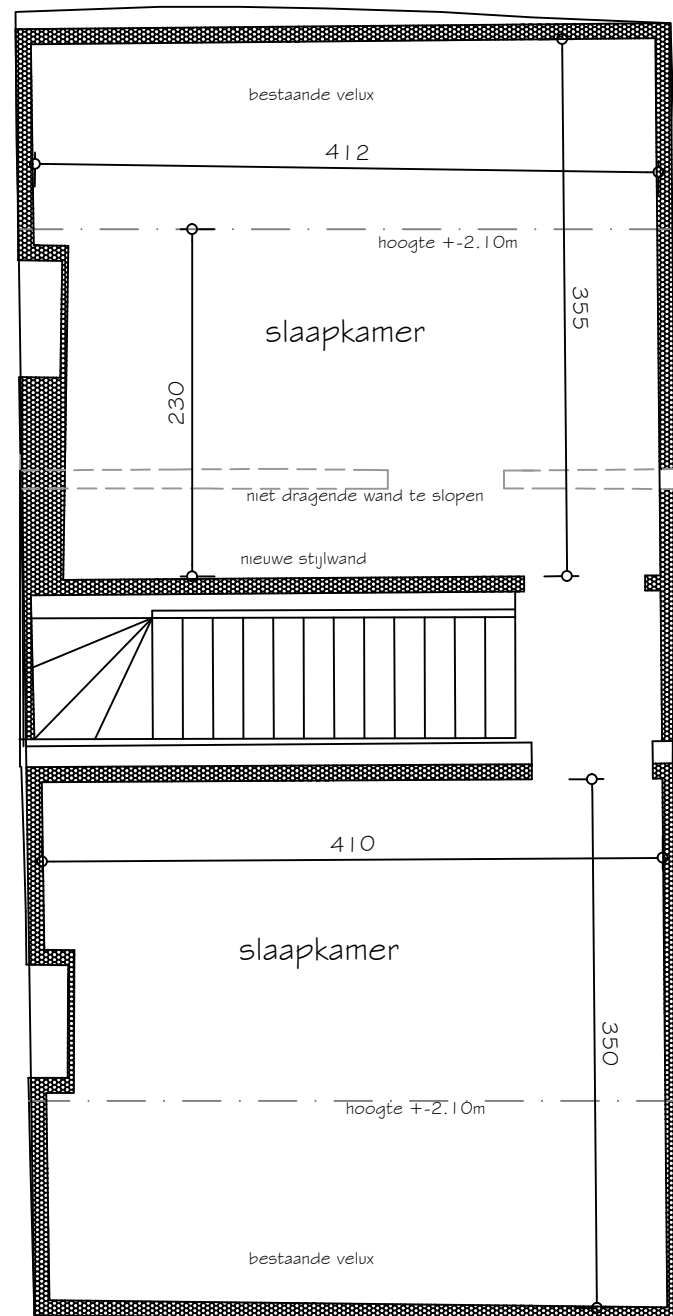 bestaande velux
412
hoogte +-2.10m
355
slaapkamer
230
niet dragende wand te slopen
nieuwe stijlwand
410
slaapkamer
350
hoogte +-2.10m
bestaande velux